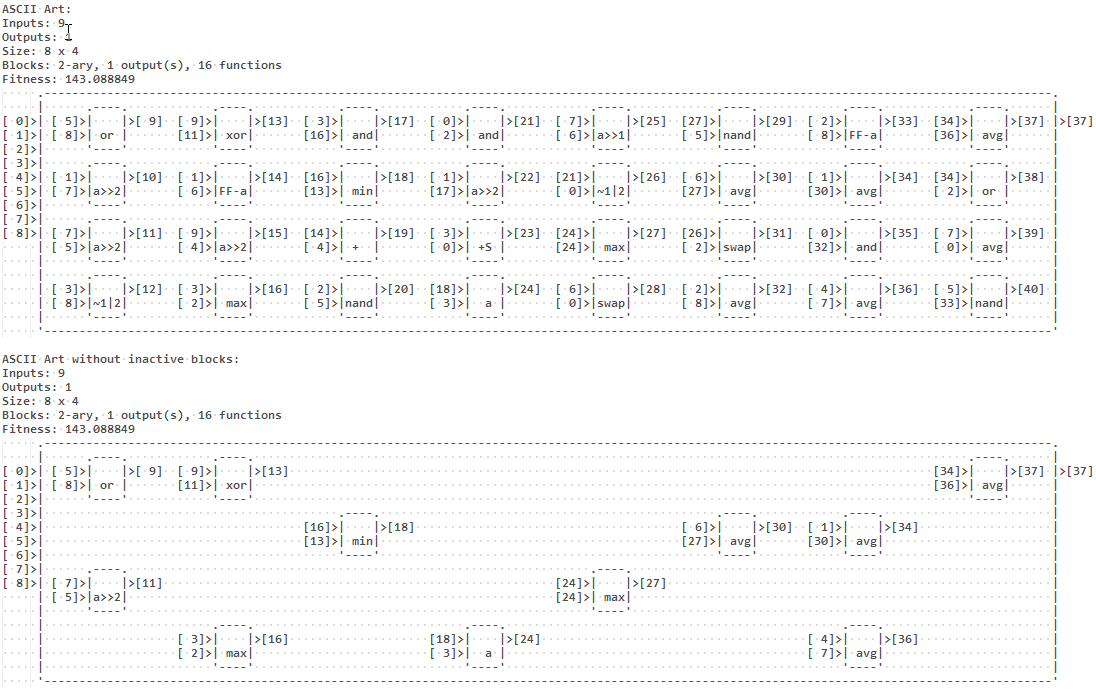 ASCII Art:
Inputs: 9
Outputs: 1
Size: 8 x 4
Blocks: 2-ary, 1 output(s), 16 functions
Fitness: 143.088849
[ 0]>| [ 5]>| |>[ 9] [ 9]>| |>[13] [ 3]>| |>[17] [ 0]>| |>[21] [ 7]>| |>[25] [27]>| |>[29] [ 2]>| |>[33] [34]>| |>[37] |>[37]
[ 1]>| [ 8]>| or | [11]>| xor| [16]>| and| [ 2]>| and| [ 6]>|a>>1| [ 5]>|nand| [ 8]>|FF-a| [36]>| avg| |
[ 2]>|
[ 3]>|
[ 4]>| [ 1]>| |>[10] [ 1]>| |>[14] [16]>| |>[18] [ 1]>| |>[22] [21]>| |>[26] [ 6]>| |>[30] [ 1]>| |>[34] [34]>| |>[38] |
[ 5]>| [ 7]>|a>>2| [ 6]>|FF-a| [13]>| min| [17]>|a>>2| [ 0]>|~1|2| [27]>| avg| [30]>| avg| [ 2]>| or | |
[ 6]>|
[ 7]>|
[ 8]>| [ 7]>| |>[11] [ 9]>| |>[15] [14]>| |>[19] [ 3]>| |>[23] [24]>| |>[27] [26]>| |>[31] [ 0]>| |>[35] [ 7]>| |>[39] |
| [ 5]>|a>>2| [ 4]>|a>>2| [ 4]>| + | [ 0]>| +S | [24]>| max| [ 2]>|swap| [32]>| and| [ 0]>| avg| |
| [ 3]>| |>[12] [ 3]>| |>[16] [ 2]>| |>[20] [18]>| |>[24] [ 6]>| |>[28] [ 2]>| |>[32] [ 4]>| |>[36] [ 5]>| |>[40] |
| [ 8]>|~1|2| [ 2]>| max| [ 5]>|nand| [ 3]>| a | [ 0]>|swap| [ 8]>| avg| [ 7]>| avg| [33]>|nand| |
ASCII Art without inactive blocks:
Inputs: 9
Outputs: 1
Size: 8 x 4
Blocks: 2-ary, 1 output(s), 16 functions
Fitness: 143.088849
[ 0]>| [ 5]>| |>[ 9] [ 9]>| |>[13] [34]>| |>[37] |>[37]
[ 1]>| [ 8]>| or | [11]>| xor| [36]>| avg| |
[ 2]>|
[ 3]>|
[ 4]>| [16]>| |>[18] [ 6]>| |>[30] [ 1]>| |>[34] |
[ 5]>| [13]>| min| [27]>| avg| [30]>| avg| |
[ 6]>|
[ 7]>|
[ 8]>| [ 7]>| |>[11] [24]>| |>[27] |
| [ 5]>|a>>2| [24]>| max| |
| [ 3]>| |>[16] [18]>| |>[24] [ 4]>| |>[36] |
| [ 2]>| max| [ 3]>| a | [ 7]>| avg| |